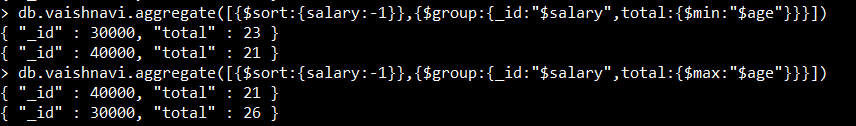 > db.vaishnavi.aggregate([{$sort:{salary:-1}},{$group:{_id:"$salary",total:{$min:"$age"}}}])
{ "_id" : 30000, "total" : 23 }
{ "_id" : 40000, "total" : 21 }
> db.vaishnavi.aggregate([{$sort:{salary:-1}},{$group:{_id:"$salary",total:{$max:"$age"}}}])
{ "_id" : 40000, "total" : 21 }
{ "_id" : 30000, "total" : 26 }